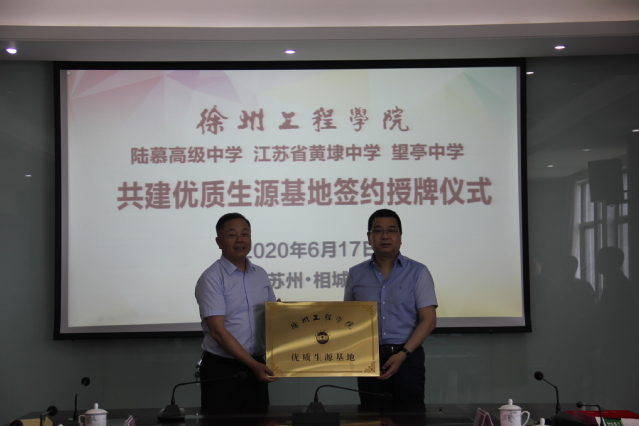 徐州工程学院
陆慕高级中学 江苏省黄埭中学 望亭中学
共建优质生源基地签约授牌仪式
2020年6月17日
苏州·相城
徐州工程学院
优质生源基地